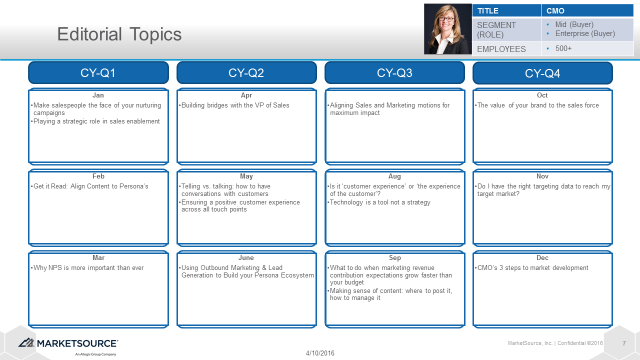 Editorial Topics
TITLE CMO
SEGMENT (ROLE)
• Mid (Buyer)
• Enterprise (Buyer)
EMPLOYEES • 500+
CY-Q1 CY-Q2 CY-Q3 CY-Q4
Jan
•Make salespeople the face of your nurturing
campaigns
•Playing a strategic role in sales enablement
Apr
•Building bridges with the VP of Sales
•Aligning Sales and Marketing motions for
maximum impact
Oct
•The value of your brand to the sales force
Feb
•Get it Read: Align Content to Persona's
May
•Telling vs. talking: how to have
conversations with customers
•Ensuring a positive customer experience
across all touch points
Aug
•Is it 'customer experience' or 'the experience
of the customer'?
•Technology is a tool not a strategy
Nov
•Do I have the right targeting data to reach my
target market?
Mar
•Why NPS is more important than ever
June
•Using Outbound Marketing & Lead
Generation to Build your Persona Ecosystem
Sep
•What to do when marketing revenue
contribution expectations grow faster than
your budget
•Making sense of content: where to post it,
how to manage it
Dec
•CMO's 3 steps to market development
MARKETSOURCE
An Allegis Group Company
4/10/2016
MarketSource, Inc. | Confidential ©2016 7